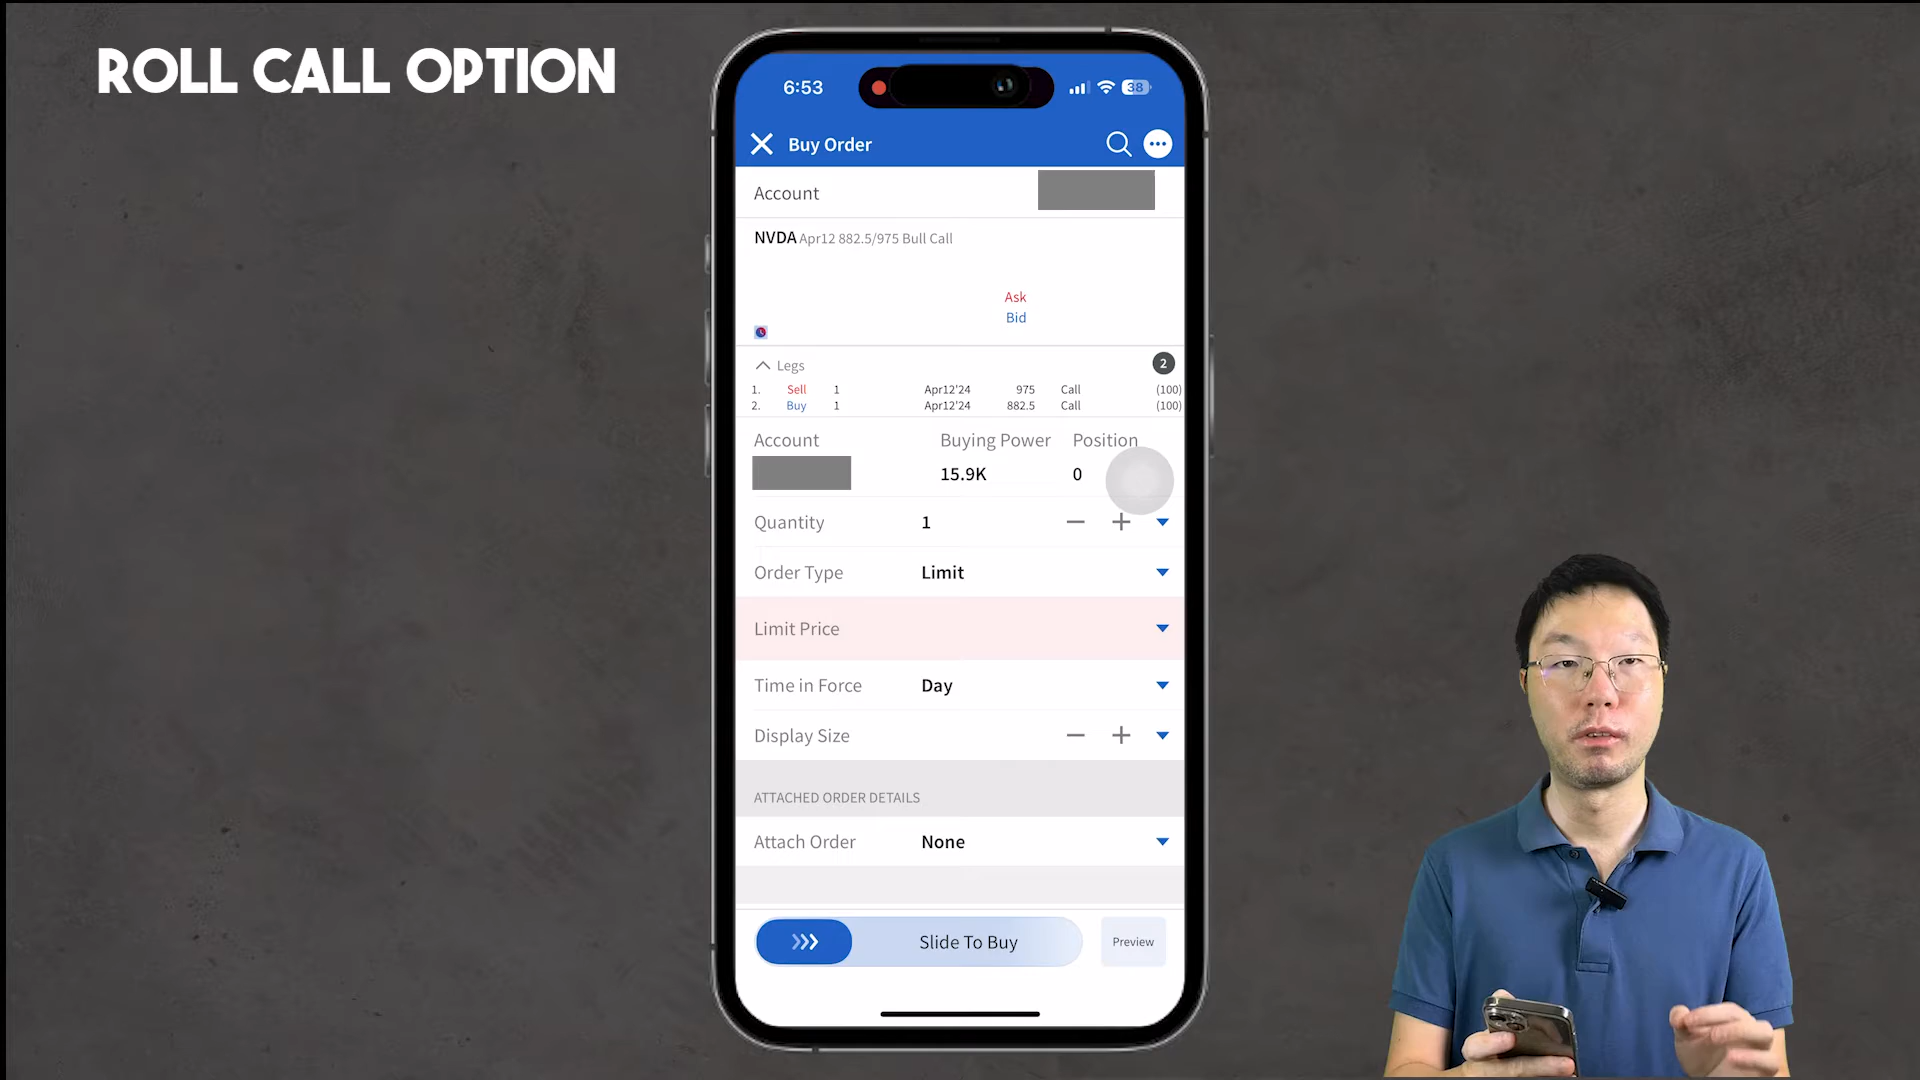 ROLL CALL OPTION
6:53
38
Buy Order
Account
NVDA Apr12 882.5/975 Bull Call
Ask
Bid
Legs 2
1. Sell 1 Apr12'24 975 Call (100)
2. Buy 1 Apr12'24 882.5 Call (100)
Account Buying Power Position
15.9K 0
Quantity 1
Order Type Limit
Limit Price
Time in Force Day
Display Size
ATTACHED ORDER DETAILS
Attach Order None
Slide To Buy Preview